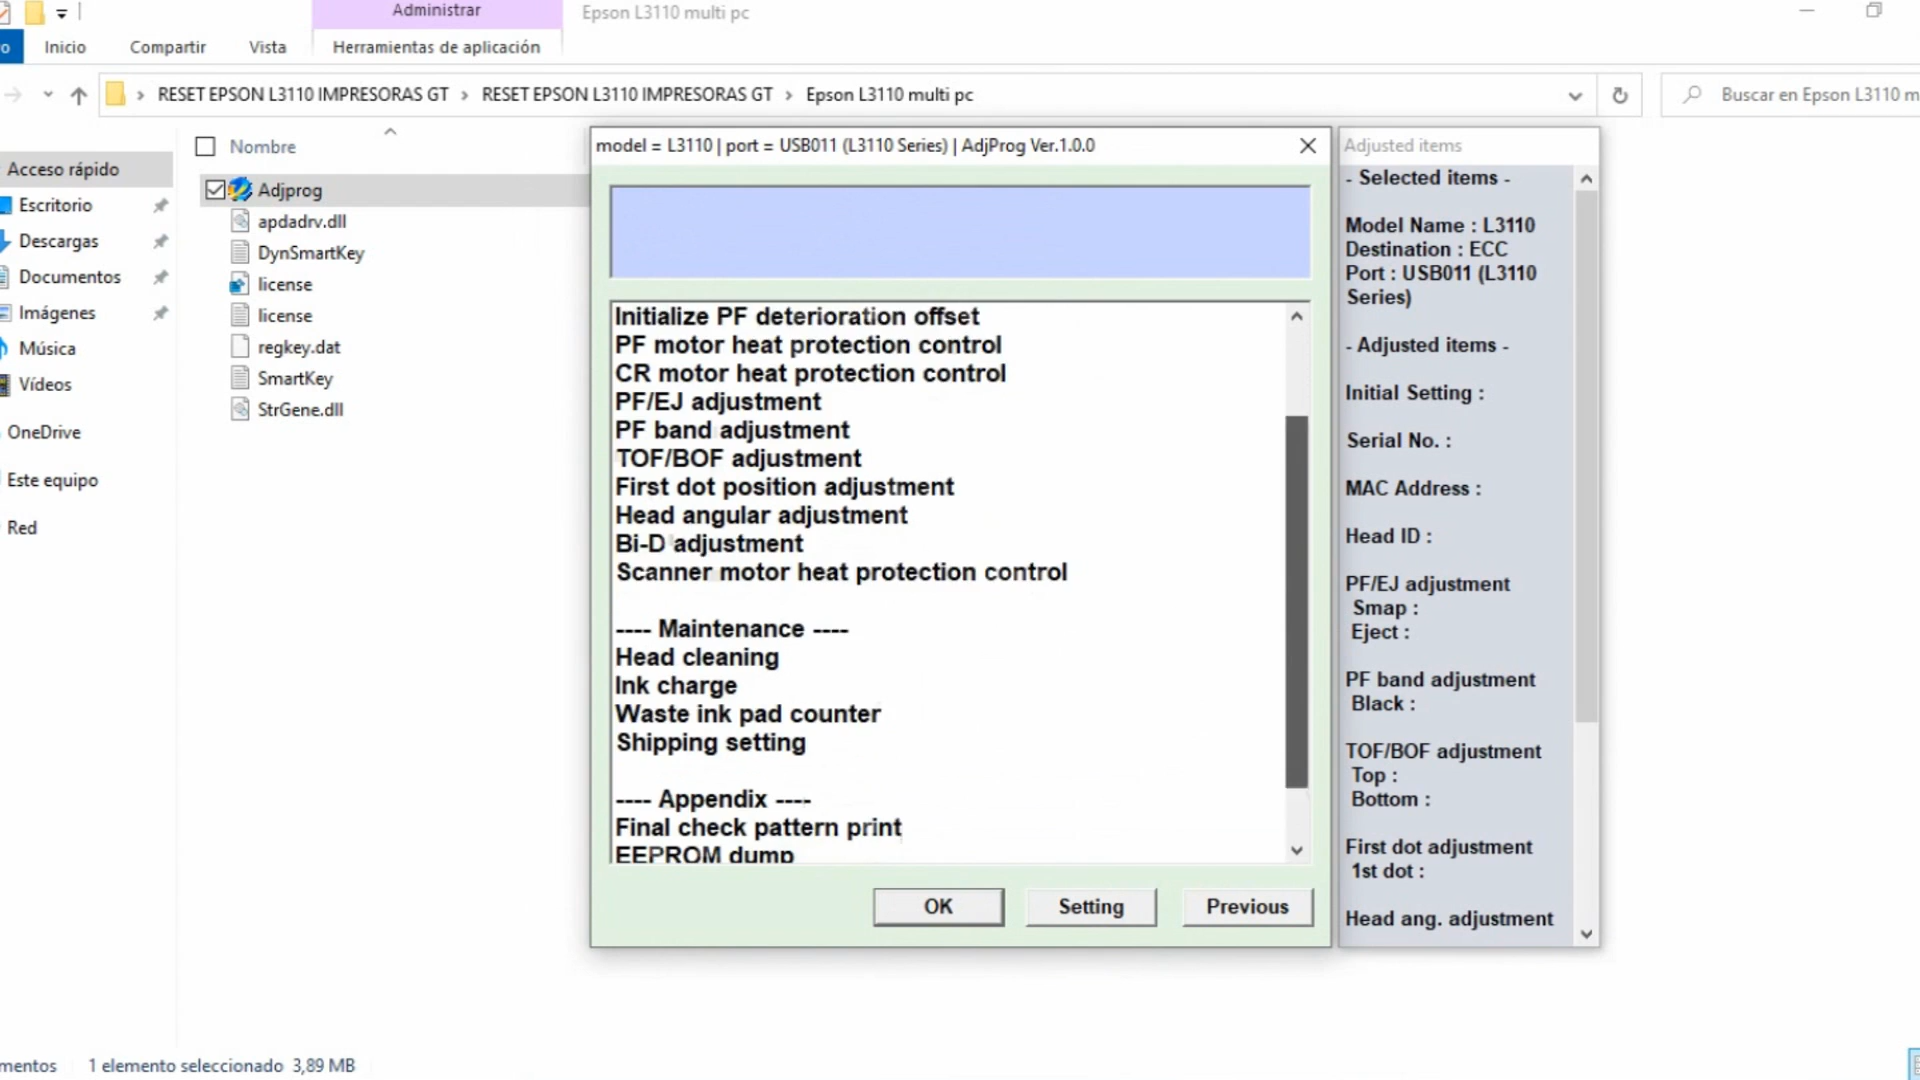 Administrar
Epson L3110 multi pc
Inicio
Compartir
Vista
Herramientas de aplicación
RESET EPSON L3110 IMPRESORAS GT
RESET EPSON L3110 IMPRESORAS GT
Epson L3110 multi pc
Buscar en Epson L3110 m
Nombre
Acceso rápido
Escritorio
Descargas
Documentos
Imágenes
Música
Vídeos
OneDrive
Este equipo
Red
Adjprog
apdadrv.dll
DynSmartKey
license
license
regkey.dat
SmartKey
StrGene.dll
model = L3110 | port = USB011 (L3110 Series) | AdjProg Ver.1.0.0
Initialize PF deterioration offset
PF motor heat protection control
CR motor heat protection control
PF/EJ adjustment
PF band adjustment
TOF/BOF adjustment
First dot position adjustment
Head angular adjustment
Bi-D adjustment
Scanner motor heat protection control
---- Maintenance ----
Head cleaning
Ink charge
Waste ink pad counter
Shipping setting
---- Appendix ----
Final check pattern print
EEPROM dump
OK
Setting
Previous
Adjusted items
- Selected items -
Model Name : L3110
Destination : ECC
Port : USB011 (L3110
Series)
- Adjusted items -
Initial Setting :
Serial No. :
MAC Address :
Head ID :
PF/EJ adjustment
Smap :
Eject :
PF band adjustment
Black :
TOF/BOF adjustment
Top :
Bottom :
First dot adjustment
1st dot :
Head ang. adjustment
mentos
1 elemento seleccionado 3,89 MB